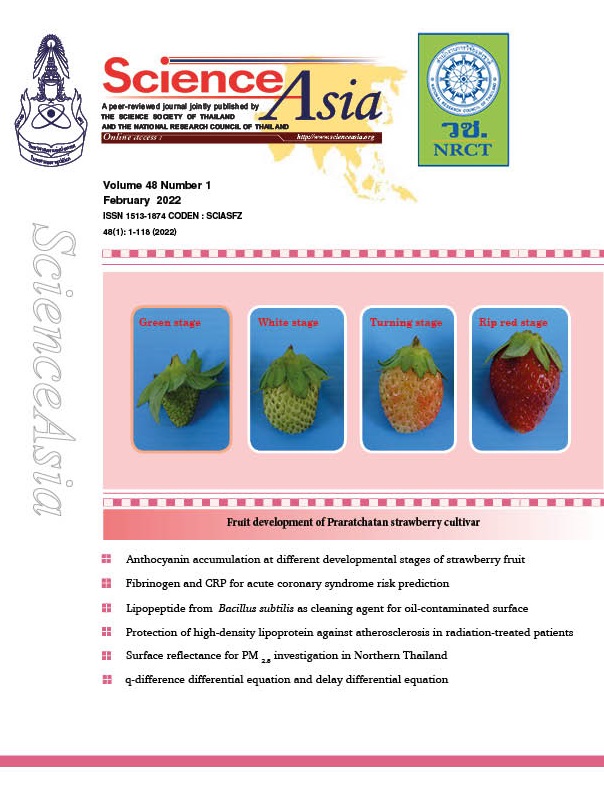 Science
Asia
A peer-reviewed journal jointly published by
THE SCIENCE SOCIETY OF THAILAND
AND THE NATIONAL RESEARCH COUNCIL OF THAILAND
Online access :
http://www.scienceasia.org
วช.
NRCT
Volume 48 Number 1
February 2022
ISSN 1513-1874 CODEN : SCIASFZ
48(1): 1-118 (2022)
ScienceAsia
Green stage
White stage
Turning stage
Rip red stage
Fruit development of Praratchatan strawberry cultivar
Anthocyanin accumulation at different developmental stages of strawberry fruit
Fibrinogen and CRP for acute coronary syndrome risk prediction
Lipopeptide from Bacillus subtilis as cleaning agent for oil-contaminated surface
Protection of high-density lipoprotein against atherosclerosis in radiation-treated patients
Surface reflectance for PM 2.5 investigation in Northern Thailand
q-difference differential equation and delay differential equation